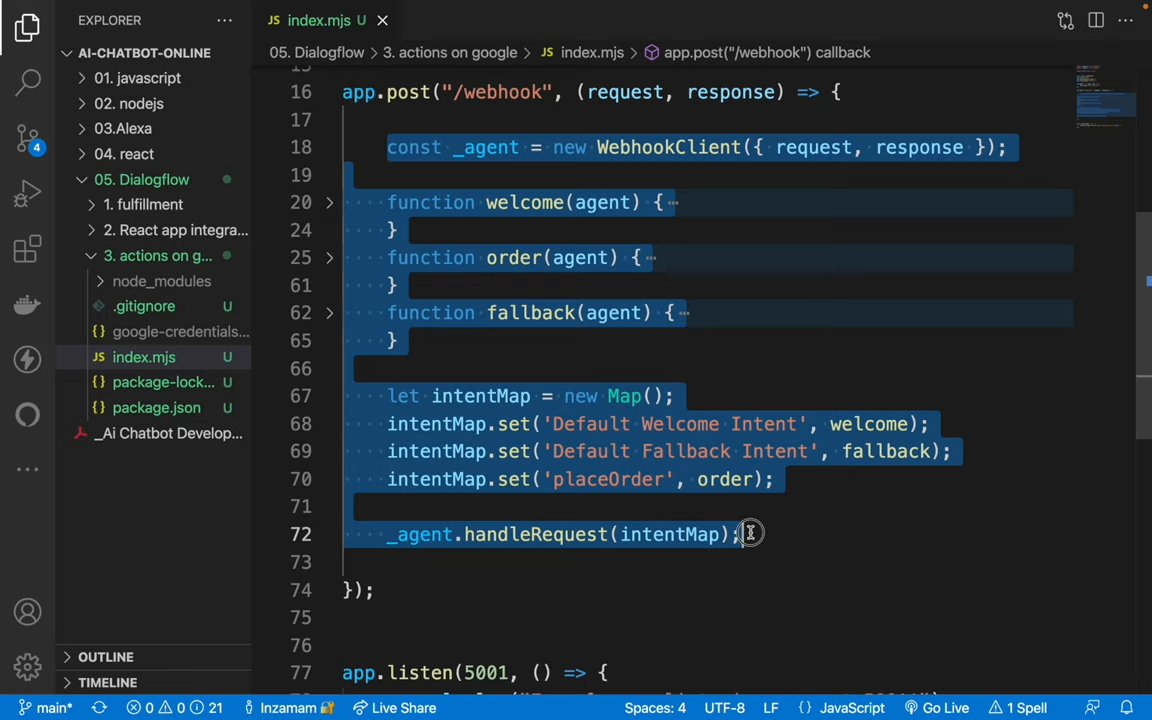 EXPLORER
AI-CHATBOT-ONLINE
01. javascript
02. nodejs
03.Alexa
04. react
05. Dialogflow
1. fulfillment
2. React app integra...
3. actions on g...
node_modules
.gitignore U
google-credentials...
JS index.mjs U
package-lock... U
package.json U
_Ai Chatbot Develop...
OUTLINE
TIMELINE
4
JS index.mjs U
05. Dialogflow > 3. actions on google > JS index.mjs > app.post("/webhook") callback
16 app.post("/webhook", (request, response) => {
17
18 const _agent = new WebhookClient({ request, response });
19
20 function welcome(agent) {
24 }
25 function order(agent) {
61 }
62 function fallback(agent) {
65 }
66
67 let intentMap = new Map();
68 intentMap.set('Default Welcome Intent', welcome);
69 intentMap.set('Default Fallback Intent', fallback);
70 intentMap.set('placeOrder', order);
71
72 _agent.handleRequest(intentMap);
73
74 });
75
76
77 app.listen(5001, () => {
main* 0 0 21 Inzamam Live Share Spaces: 4 UTF-8 LF {} JavaScript Go Live 1 Spell